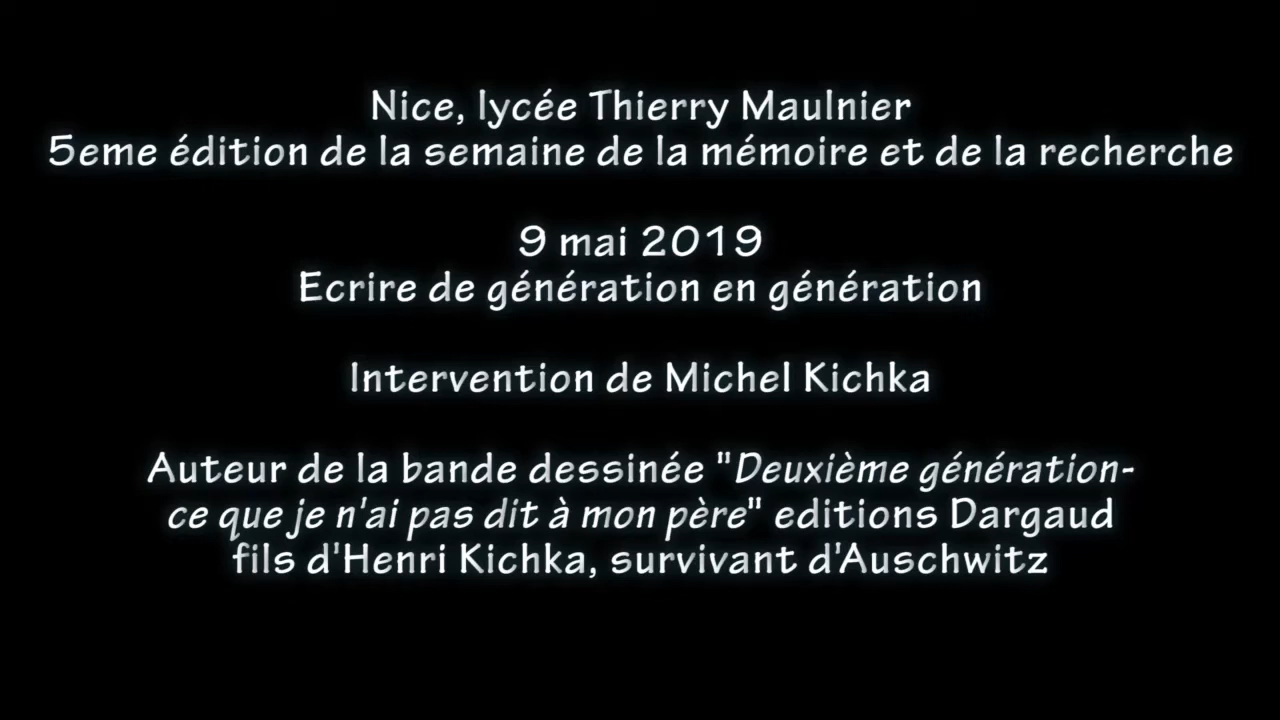 Nice, lycée Thierry Maulnier
5eme édition de la semaine de la mémoire et de la recherche
9 mai 2019
Ecrire de génération en génération
Intervention de Michel Kichka
Auteur de la bande dessinée "Deuxième génération-
ce que je n'ai pas dit à mon père" editions Dargaud
fils d'Henri Kichka, survivant d'Auschwitz